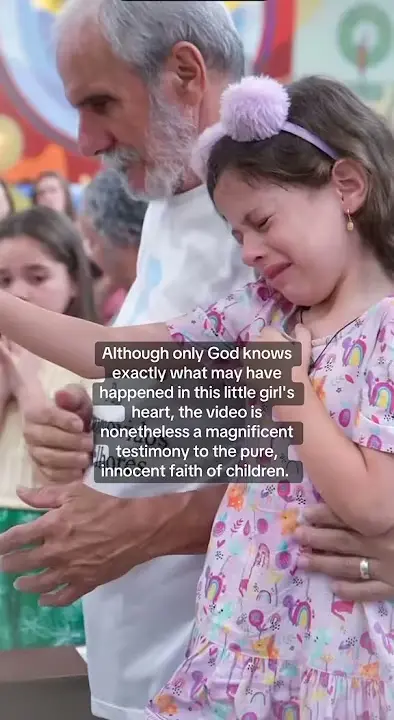 Although only God knows
exactly what may have
happened in this little girl's
heart, the video is
nonetheless a magnificent
testimony to the pure,
innocent faith of children.